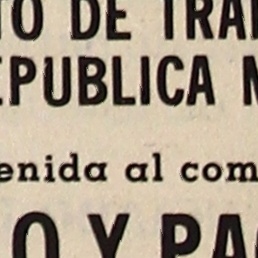 TO DE TRA
EPUBLICA
enida al com
O Y PA